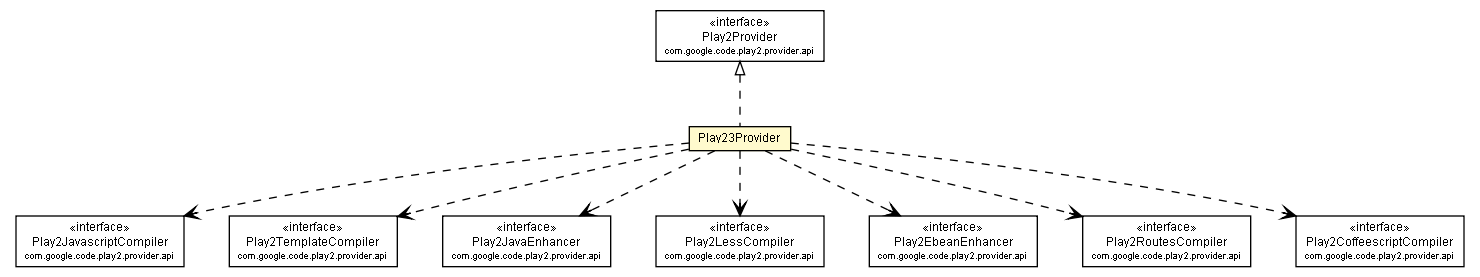 «interface»
Play2Provider
com.google.code.play2.provider.api
Play23Provider
«interface»
Play2JavascriptCompiler
com.google.code.play2.provider.api
«interface»
Play2TemplateCompiler
com.google.code.play2.provider.api
«interface»
Play2JavaEnhancer
com.google.code.play2.provider.api
«interface»
Play2LessCompiler
com.google.code.play2.provider.api
«interface»
Play2EbeanEnhancer
com.google.code.play2.provider.api
«interface»
Play2RoutesCompiler
com.google.code.play2.provider.api
«interface»
Play2CoffeescriptCompiler
com.google.code.play2.provider.api